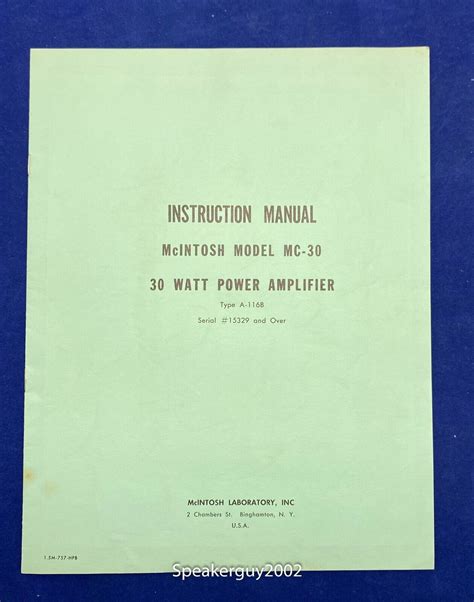 INSTRUCTION MANUAL
McINTOSH MODEL MC-30
30 WATT POWER AMPLIFIER
Type A-116B
Serial #15329 and Over
McINTOSH LABORATORY, INC
2 Chambers St. Binghamton, N. Y.
U.S.A.
1.5M-757-HPB
Speakerguy2002